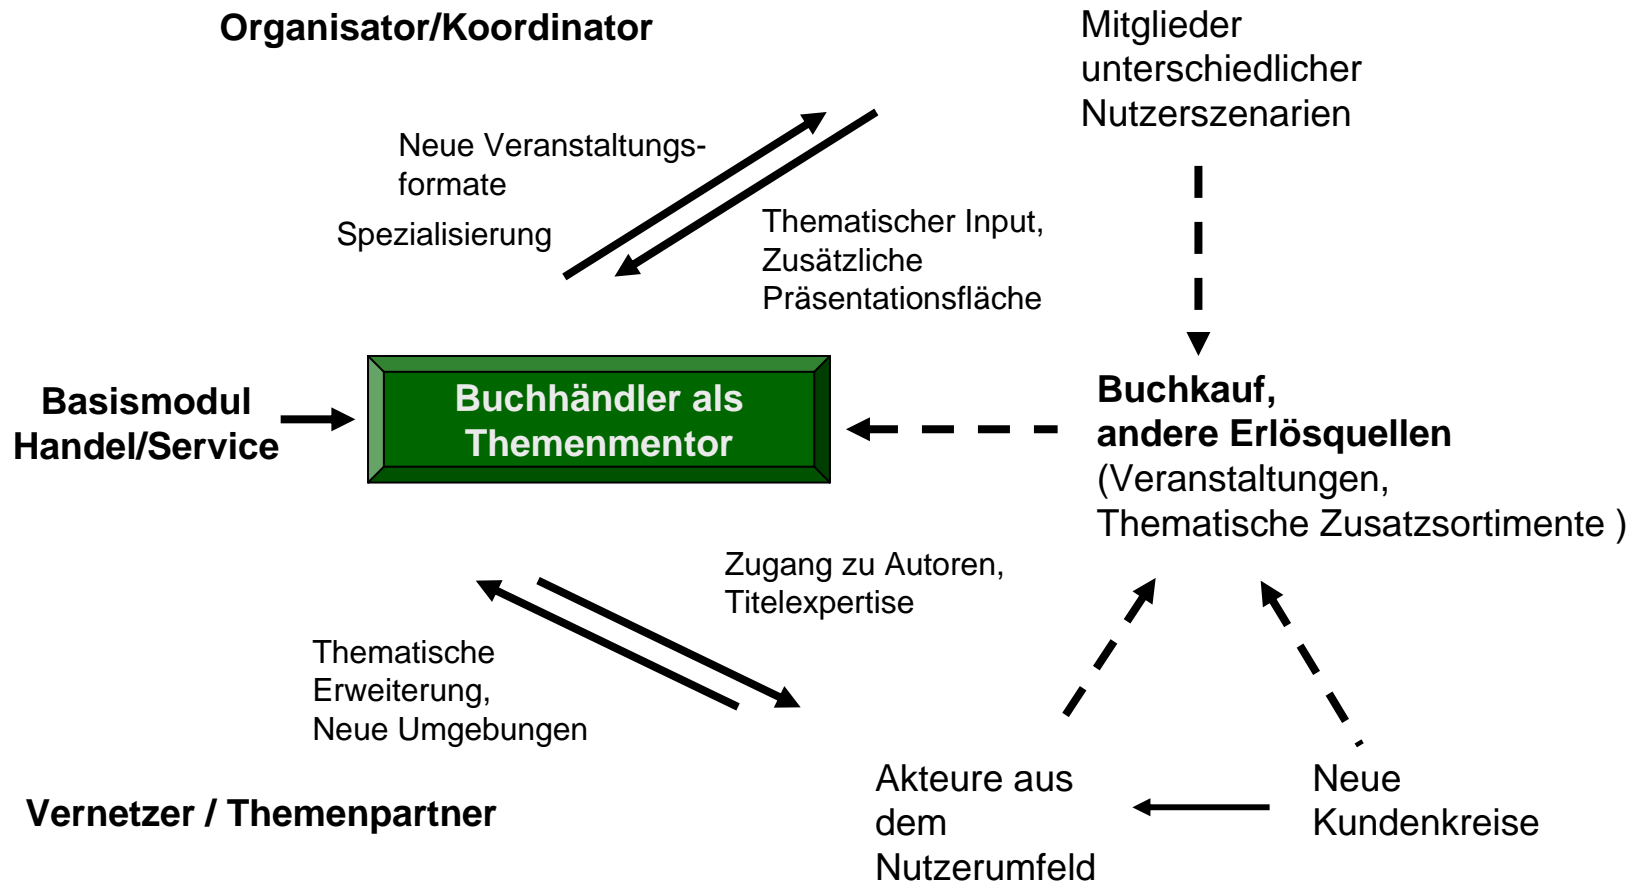 Organisator/Koordinator
Mitglieder
unterschiedlicher
Nutzerszenarien
Neue Veranstaltungs-
formate
Spezialisierung
Thematischer Input,
Zusätzliche
Präsentationsfläche
Basismodul
Handel/Service
Buchhändler als
Themenmentor
Buchkauf,
andere Erlösquellen
(Veranstaltungen,
Thematische Zusatzsortimente )
Zugang zu Autoren,
Titelexpertise
Thematische
Erweiterung,
Neue Umgebungen
Vernetzer / Themenpartner
Akteure aus
dem
Nutzerumfeld
Neue
Kundenkreise